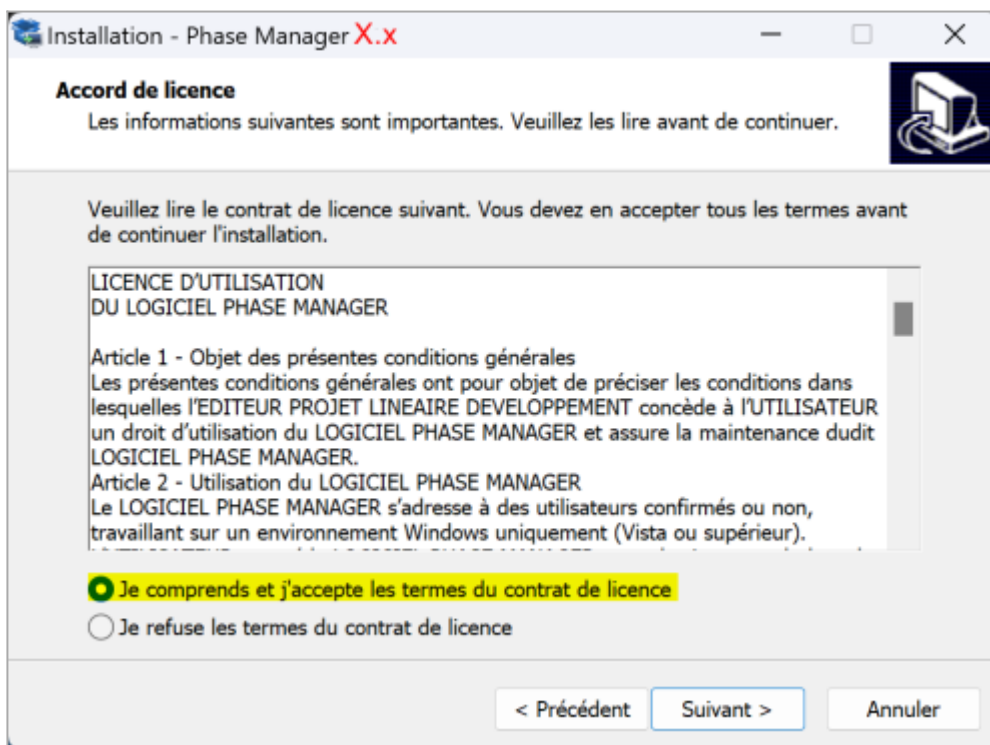 Installation - Phase Manager X.x
Accord de licence
Les informations suivantes sont importantes. Veuillez les lire avant de continuer.
Veuillez lire le contrat de licence suivant. Vous devez en accepter tous les termes avant
de continuer l'installation.
LICENCE D’UTILISATION
DU LOGICIEL PHASE MANAGER
Article 1 - Objet des présentes conditions générales
Les présentes conditions générales ont pour objet de préciser les conditions dans
lesquelles l’EDITEUR PROJET LINEAIRE DEVELOPPEMENT concède à l’UTILISATEUR
un droit d’utilisation du LOGICIEL PHASE MANAGER et assure la maintenance dudit
LOGICIEL PHASE MANAGER.
Article 2 - Utilisation du LOGICIEL PHASE MANAGER
Le LOGICIEL PHASE MANAGER s’adresse à des utilisateurs confirmés ou non,
travaillant sur un environnement Windows uniquement (Vista ou supérieur).
Je comprends et j'accepte les termes du contrat de licence
Je refuse les termes du contrat de licence
< Précédent
Suivant >
Annuler